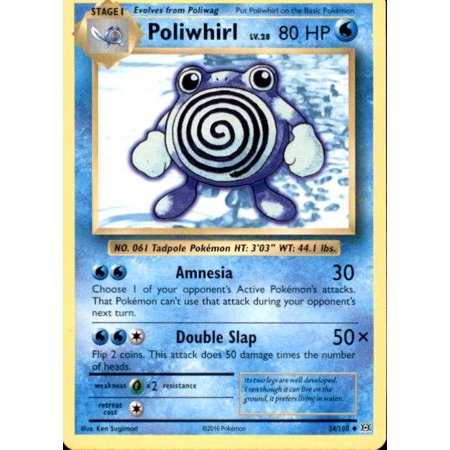 STAGE 1 Evolves from Poliwag Put Poliwhirl on the Basic Pokémon
Poliwhirl LV.28 80 HP
NO. 061 Tadpole Pokémon HT: 3'03" WT: 44.1 lbs.
Amnesia 30
Choose 1 of your opponent's Active Pokémon's attacks.
That Pokémon can't use that attack during your opponent's
next turn.
Double Slap 50×
Flip 2 coins. This attack does 50 damage times the number
of heads.
weakness ×2 resistance
retreat
cost
Its two legs are well developed.
Even though it can live on the
ground, it prefers living in water.
Illus. Ken Sugimori ©2016 Pokémon 24/108